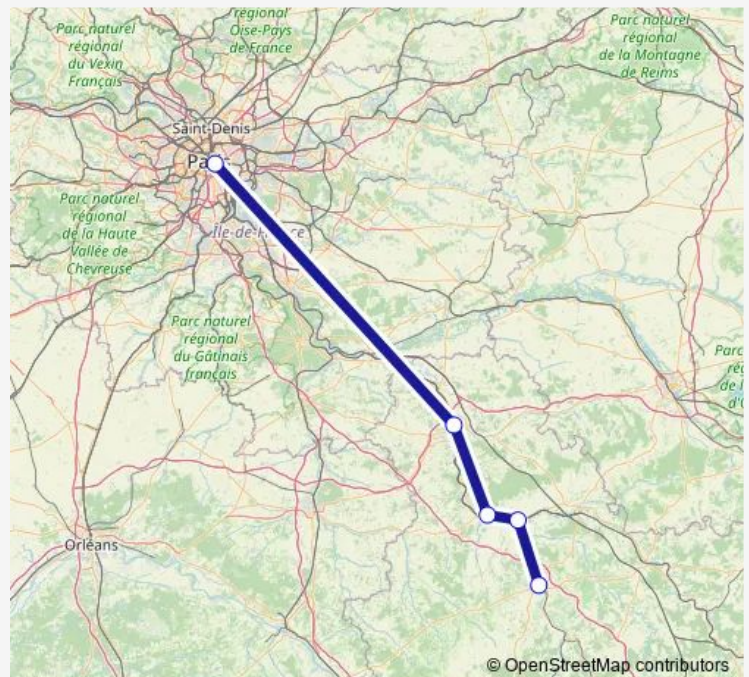 Parc naturel
régional
du Vexin
Français
régional
Oise-Pays
de France
Parc naturel
régional
de la Montagne
de Reims
Saint-Denis
Parc naturel
régional
de la Haute
Vallée de
Chevreuse
Parc naturel
régional
du Gâtinais
français
Orléans
© OpenStreetMap contributors